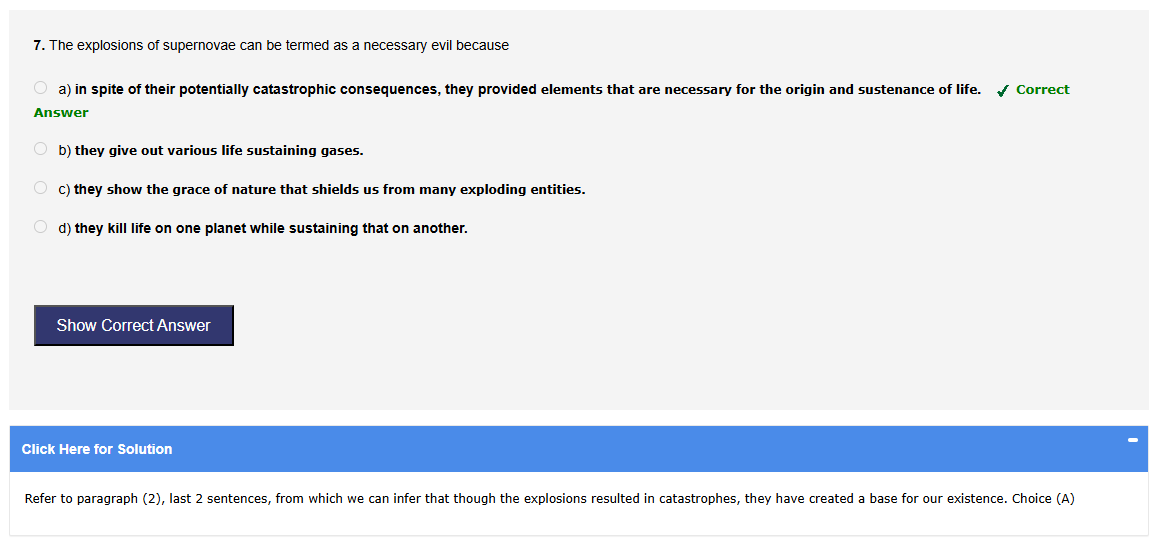 7. The explosions of supernovae can be termed as a necessary evil because
a) in spite of their potentially catastrophic consequences, they provided elements that are necessary for the origin and sustenance of life. ✓ Correct
Answer
b) they give out various life sustaining gases.
c) they show the grace of nature that shields us from many exploding entities.
d) they kill life on one planet while sustaining that on another.
Show Correct Answer
Click Here for Solution
Refer to paragraph (2), last 2 sentences, from which we can infer that though the explosions resulted in catastrophes, they have created a base for our existence. Choice (A)